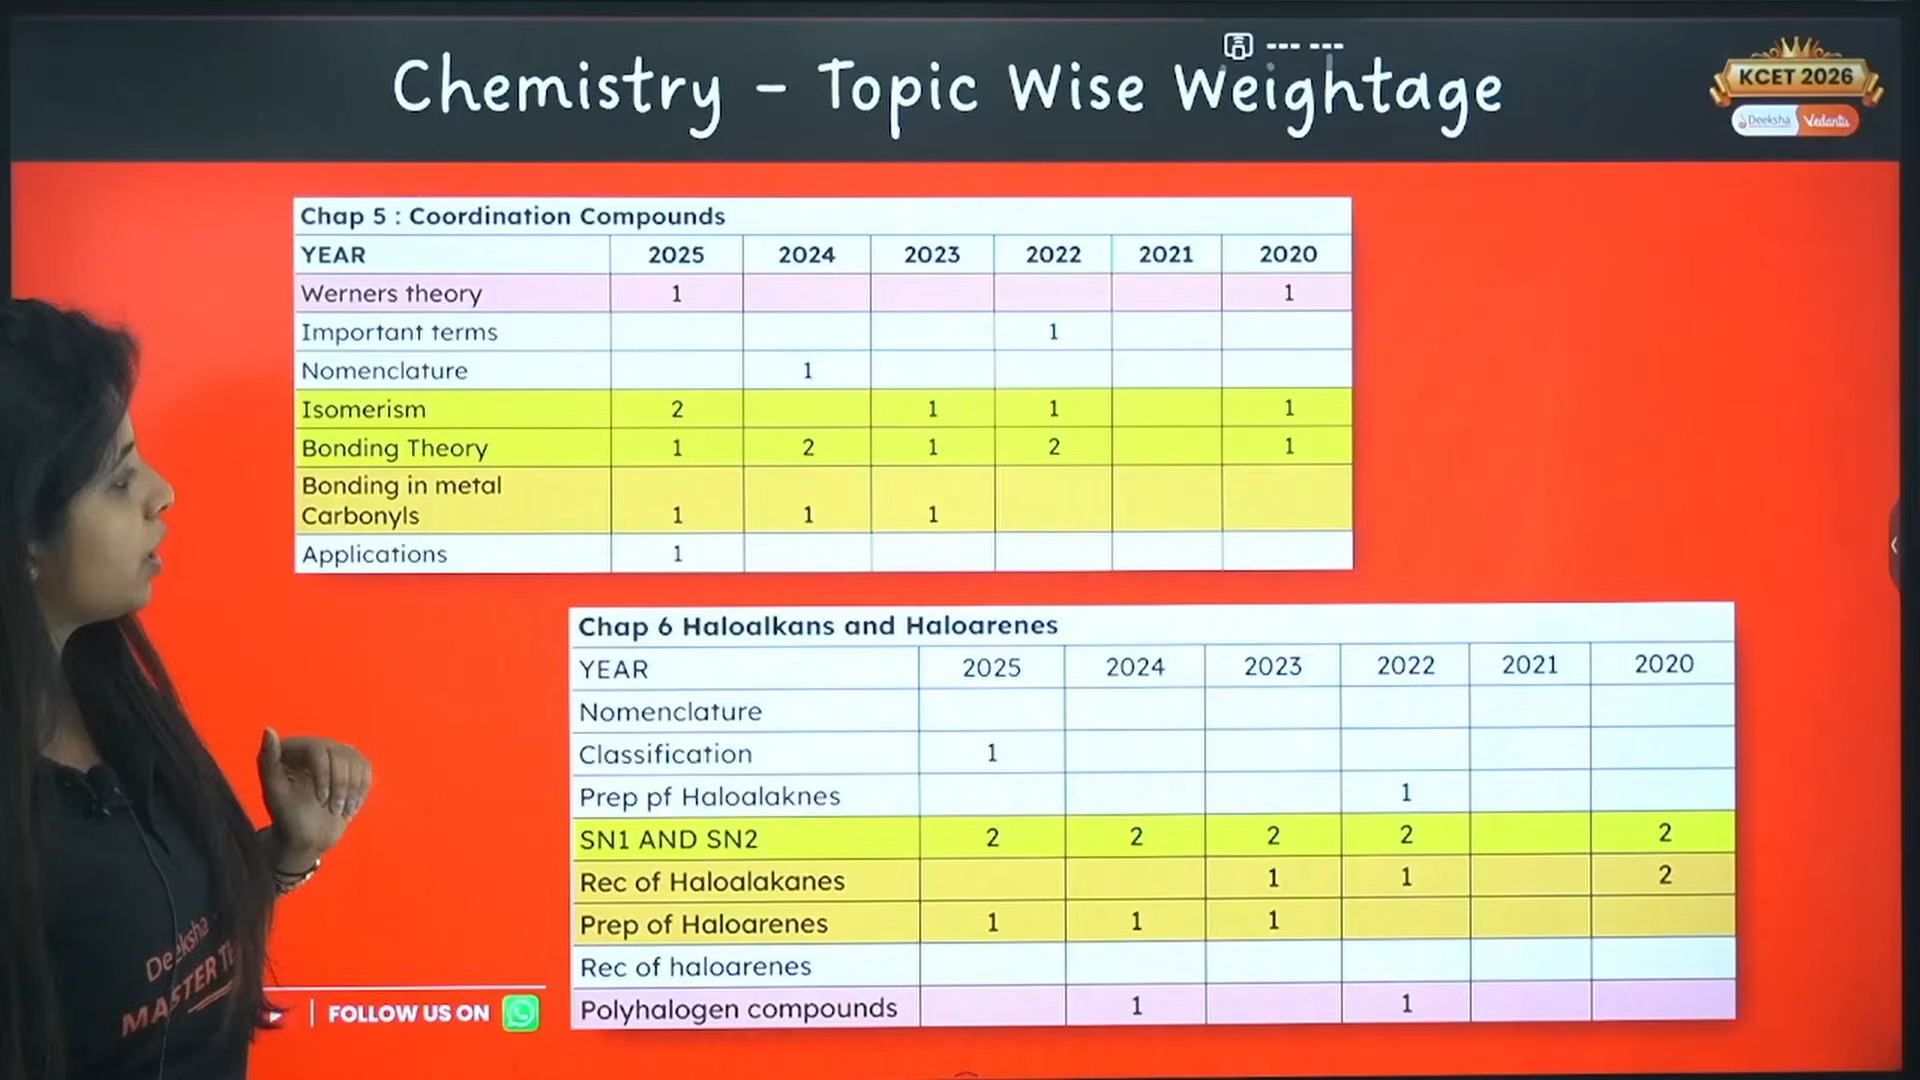 Chemistry - Topic Wise Weightage
KCET 2026
Deeksha Vedantu
Chap 5 : Coordination Compounds
YEAR 2025 2024 2023 2022 2021 2020
Werners theory 1 1
Important terms 1
Nomenclature 1
Isomerism 2 1 1 1
Bonding Theory 1 2 1 2 1
Bonding in metal
Carbonyls 1 1 1
Applications 1
Chap 6 Haloalkans and Haloarenes
YEAR 2025 2024 2023 2022 2021 2020
Nomenclature
Classification 1
Prep pf Haloalaknes 1
SN1 AND SN2 2 2 2 2 2
Rec of Haloalakanes 1 1 2
Prep of Haloarenes 1 1 1
Rec of haloarenes
Polyhalogen compounds 1 1
Deeksha
MASTER
FOLLOW US ON